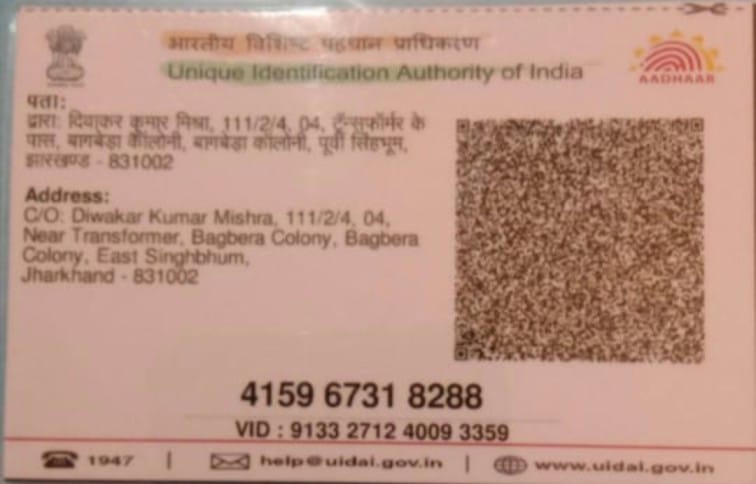 भारतीय विशिष्ट पहचान प्राधिकरण
Unique Identification Authority of India
AADHAAR
पता:
द्वारा: दिवाकर कुमार मिश्रा, 111/2/4, 04, ट्रॅन्सफॉर्मर के
पास, बागबेड़ा कॉलोनी, बागबेड़ा कॉलोनी, पूर्वी सिंहभूम,
झारखण्ड - 831002
Address:
C/O: Diwakar Kumar Mishra, 111/2/4, 04,
Near Transformer, Bagbera Colony, Bagbera
Colony, East Singhbhum,
Jharkhand - 831002
4159 6731 8288
VID : 9133 2712 4009 3359
1947 | help@uidai.gov.in | www.uidai.gov.in